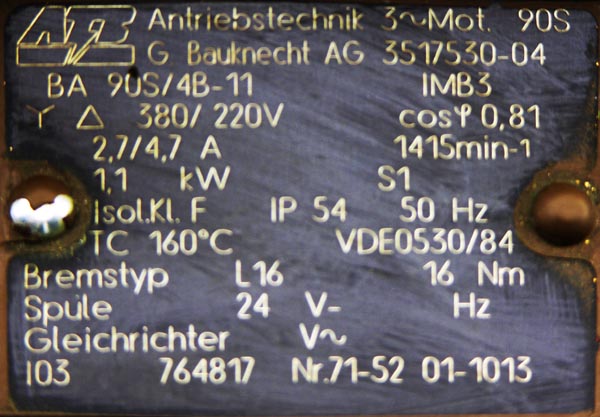 Antriebstechnik 3~Mot. 90S
G Bauknecht AG 3517530-04
BA 90S/4B-11 IMB3
Y Δ 380/ 220V cosφ 0,81
2,7/4,7 A 1415min-1
1,1 kW S1
Isol.Kl. F IP 54 50 Hz
TC 160°C VDE0530/84
Bremstyp L16 16 Nm
Spule 24 V- Hz
Gleichrichter V~
103 764817 Nr.71-52 01-1013